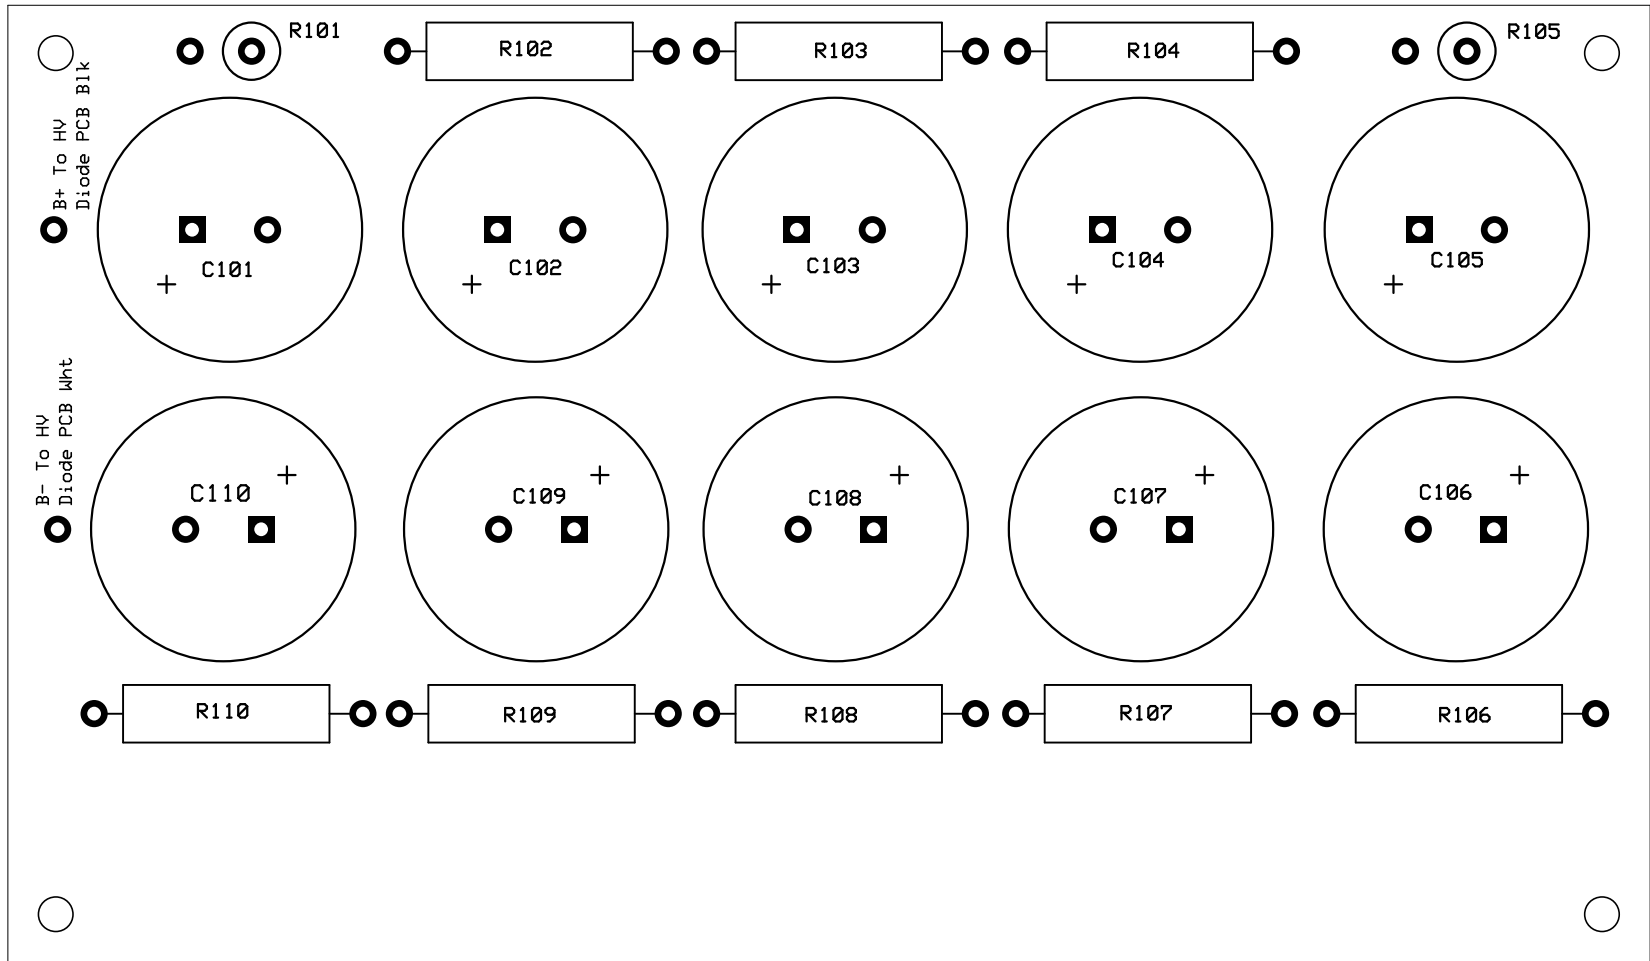 R101
R102
R103
R104
R105
B+ To HV
Diode PCB Blk
C101
C102
C103
C104
C105
B- To HV
Diode PCB Wht
C110
C109
C108
C107
C106
R110
R109
R108
R107
R106